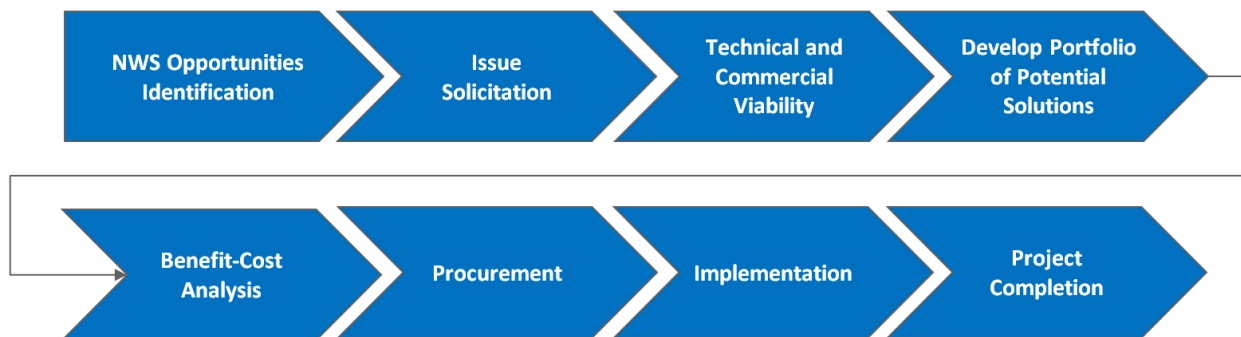 NWS Opportunities
Identification
Issue
Solicitation
Technical and
Commercial
Viability
Develop Portfolio
of Potential
Solutions
Benefit-Cost
Analysis
Procurement
Implementation
Project
Completion